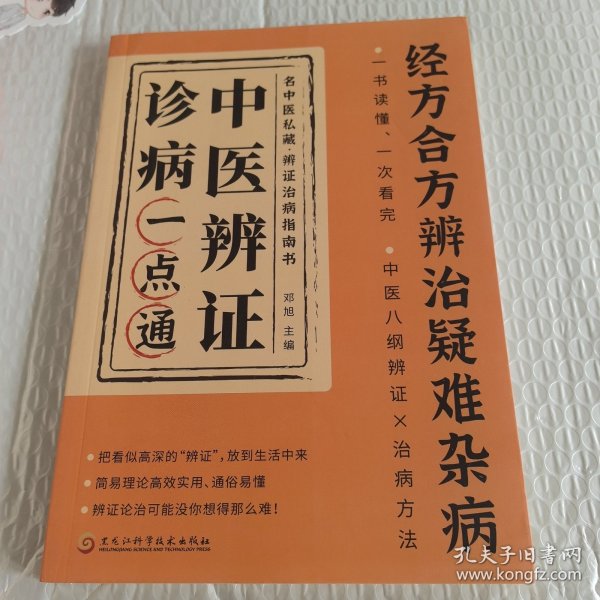 经方合方辨治疑难杂病
·一书读懂、一次看完
·中医八纲辨证×治病方法
名中医私藏·辨证治病指南书
邓旭 主编
中医辨证
诊病一点通
·把看似高深的“辨证”，放到生活中来
·简易理论高效实用、通俗易懂
·辨证论治可能没你想得那么难！
黑龙江科学技术出版社
HEILONGJIANG SCIENCE AND TECHNOLOGY PRESS
孔夫子旧书网
www.kongfz.com